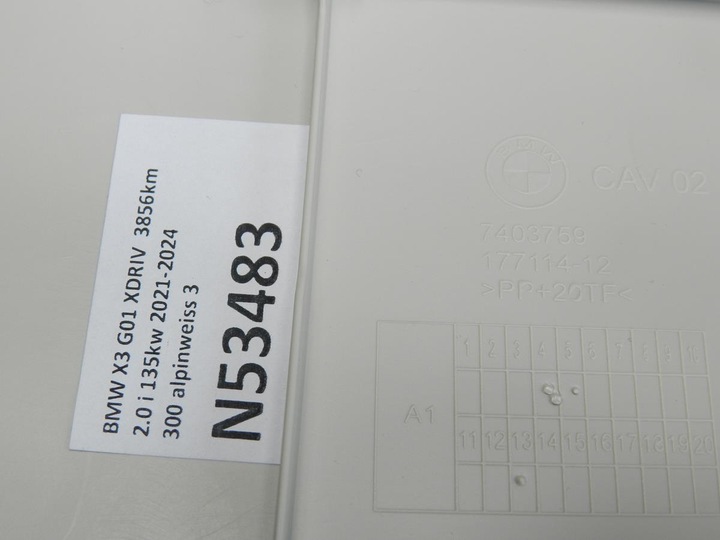 BMW X3 G01 XDRIV 3856km
2.0 i 135kw 2021-2024
300 alpinweiss 3
N53483
CAV 02
7403759
177114-12
>PP+20TF<
1 2 3 4 5 6 7 8 9 10
A1
11 12 13 14 15 16 17 18 19 20